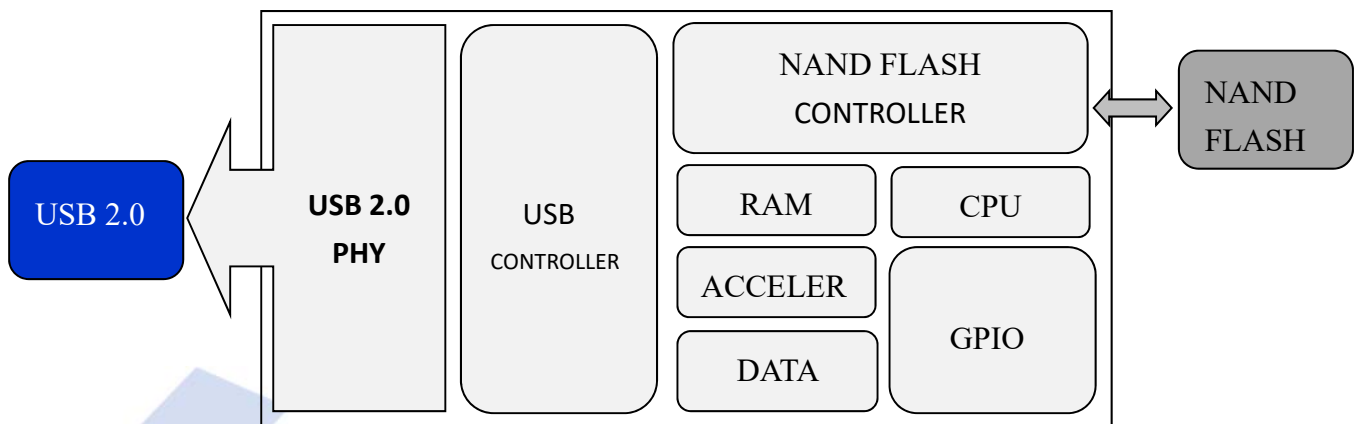 USB 2.0
USB 2.0
PHY
USB
CONTROLLER
NAND FLASH
CONTROLLER
RAM
CPU
ACCELER
GPIO
DATA
NAND
FLASH